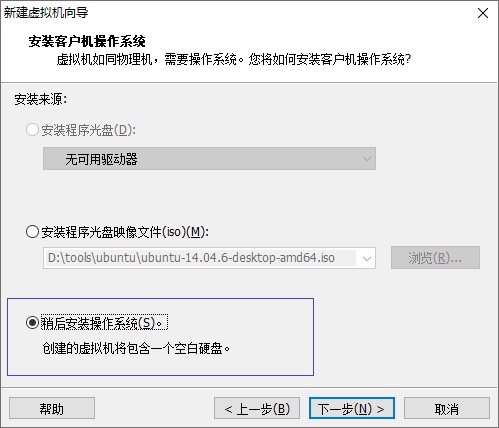 新建虚拟机向导
安装客户机操作系统
虚拟机如同物理机，需要操作系统。您将如何安装客户机操作系统?
安装来源:
安装程序光盘(D):
无可用驱动器
安装程序光盘映像文件(iso)(M):
D:\tools\ubuntu\ubuntu-14.04.6-desktop-amd64.iso
浏览(R)...
稍后安装操作系统(S)。
创建的虚拟机将包含一个空白硬盘。
帮助
< 上一步(B)
下一步(N) >
取消